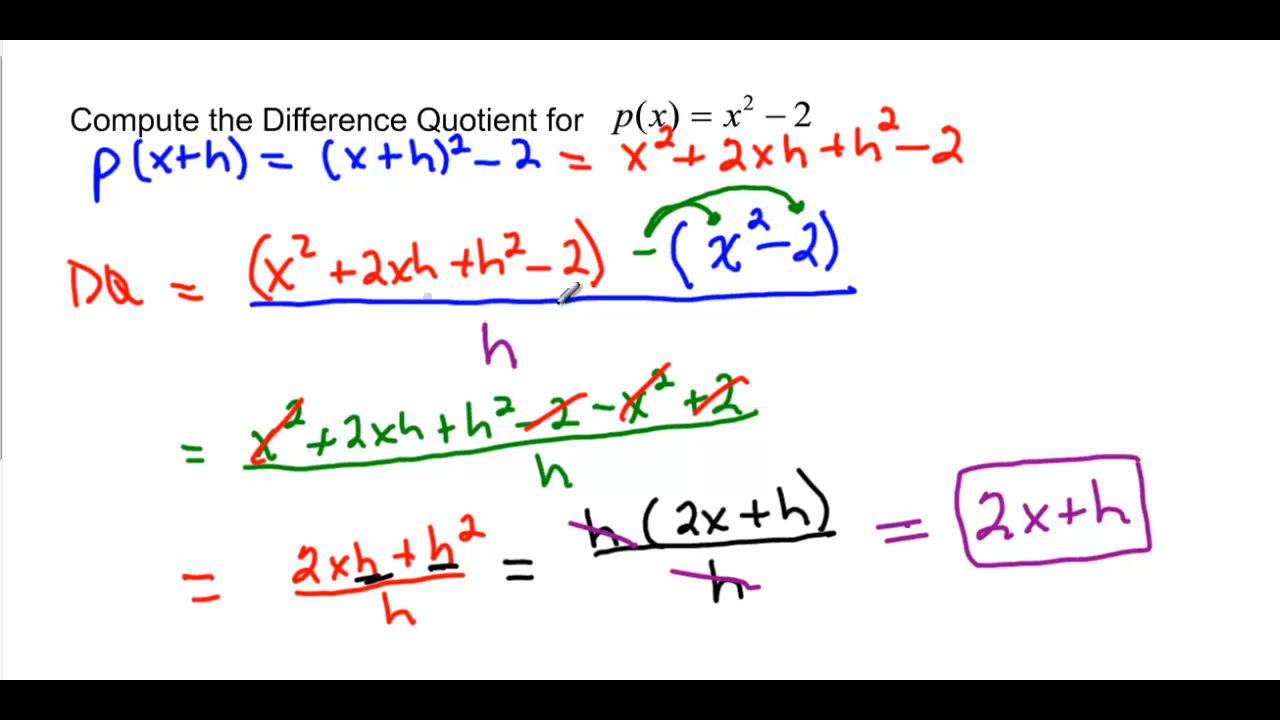 Compute the Difference Quotient for p(x) = x² − 2
p(x+h) = (x+h)² − 2 = x² + 2xh + h² − 2
DQ = (x² + 2xh + h² − 2) − (x² − 2)
h
= x² + 2xh + h² − 2 − x² + 2
h
= 2xh + h² = h(2x+h) = 2x+h
h h